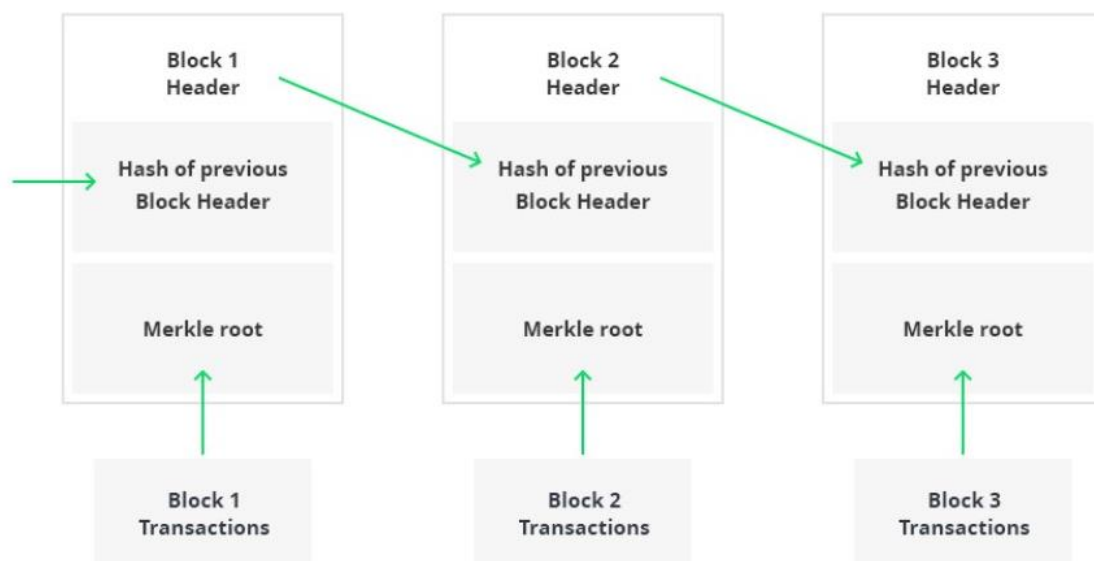 Block 1
Header
Hash of previous
Block Header
Merkle root
Block 1
Transactions
Block 2
Header
Hash of previous
Block Header
Merkle root
Block 2
Transactions
Block 3
Header
Hash of previous
Block Header
Merkle root
Block 3
Transactions